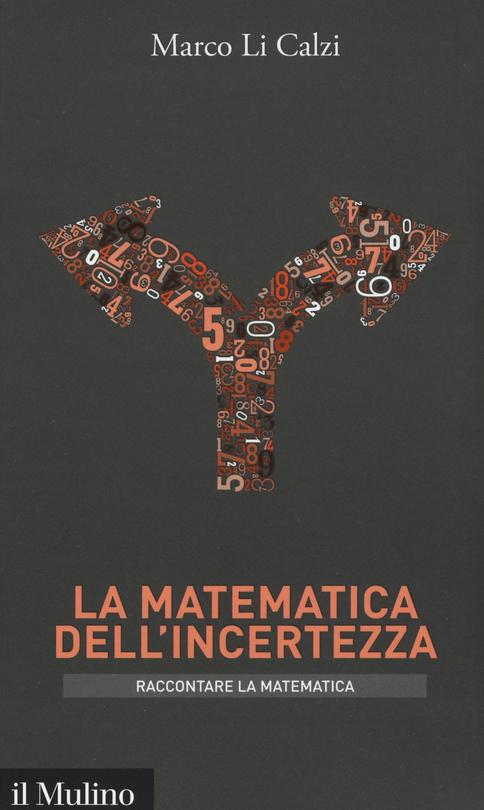 Marco Li Calzi
LA MATEMATICA
DELL'INCERTEZZA
RACCONTARE LA MATEMATICA
il Mulino